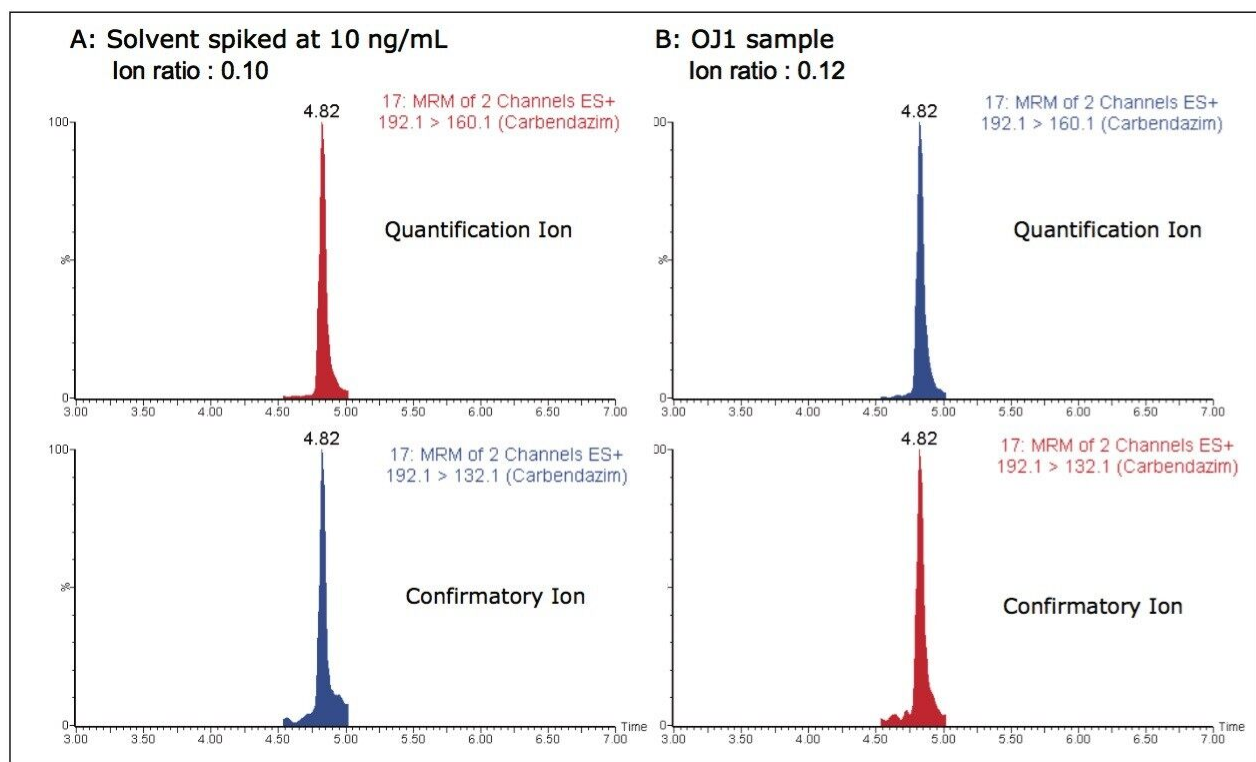 A: Solvent spiked at 10 ng/mL
Ion ratio : 0.10
17: MRM of 2 Channels ES+
192.1 > 160.1 (Carbendazim)
4.82
100
%
0
Quantification Ion
3.00 3.50 4.00 4.50 5.00 5.50 6.00 6.50 7.00
17: MRM of 2 Channels ES+
192.1 > 132.1 (Carbendazim)
4.82
100
%
0
Confirmatory Ion
Time
3.00 3.50 4.00 4.50 5.00 5.50 6.00 6.50 7.00
B: OJ1 sample
Ion ratio : 0.12
17: MRM of 2 Channels ES+
192.1 > 160.1 (Carbendazim)
4.82
00
%
0
Quantification Ion
3.00 3.50 4.00 4.50 5.00 5.50 6.00 6.50 7.00
17: MRM of 2 Channels ES+
192.1 > 132.1 (Carbendazim)
4.82
00
%
0
Confirmatory Ion
Time
3.00 3.50 4.00 4.50 5.00 5.50 6.00 6.50 7.00